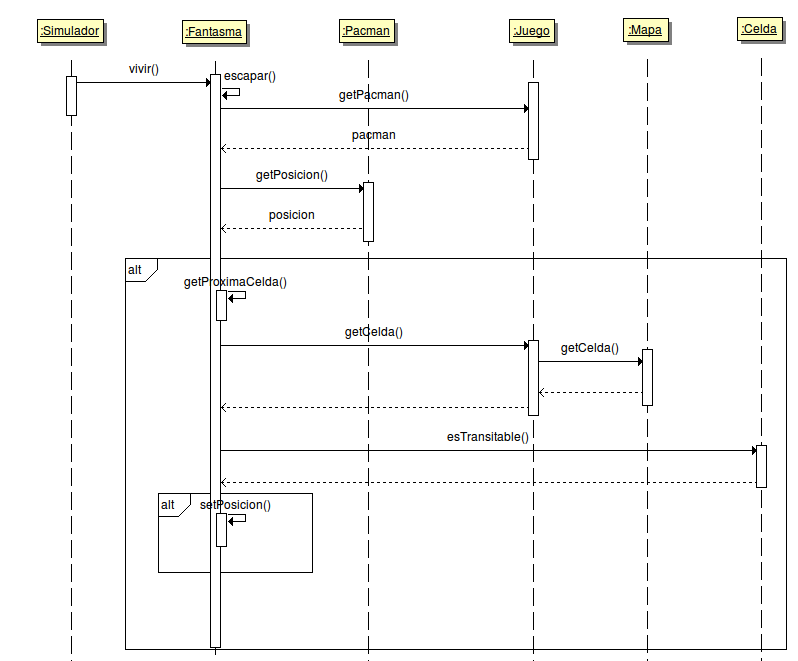 :Simulador
:Fantasma
:Pacman
:Juego
:Mapa
:Celda
vivir()
escapar()
getPacman()
pacman
getPosicion()
posicion
alt
getProximaCelda()
getCelda()
getCelda()
esTransitable()
alt
setPosicion()